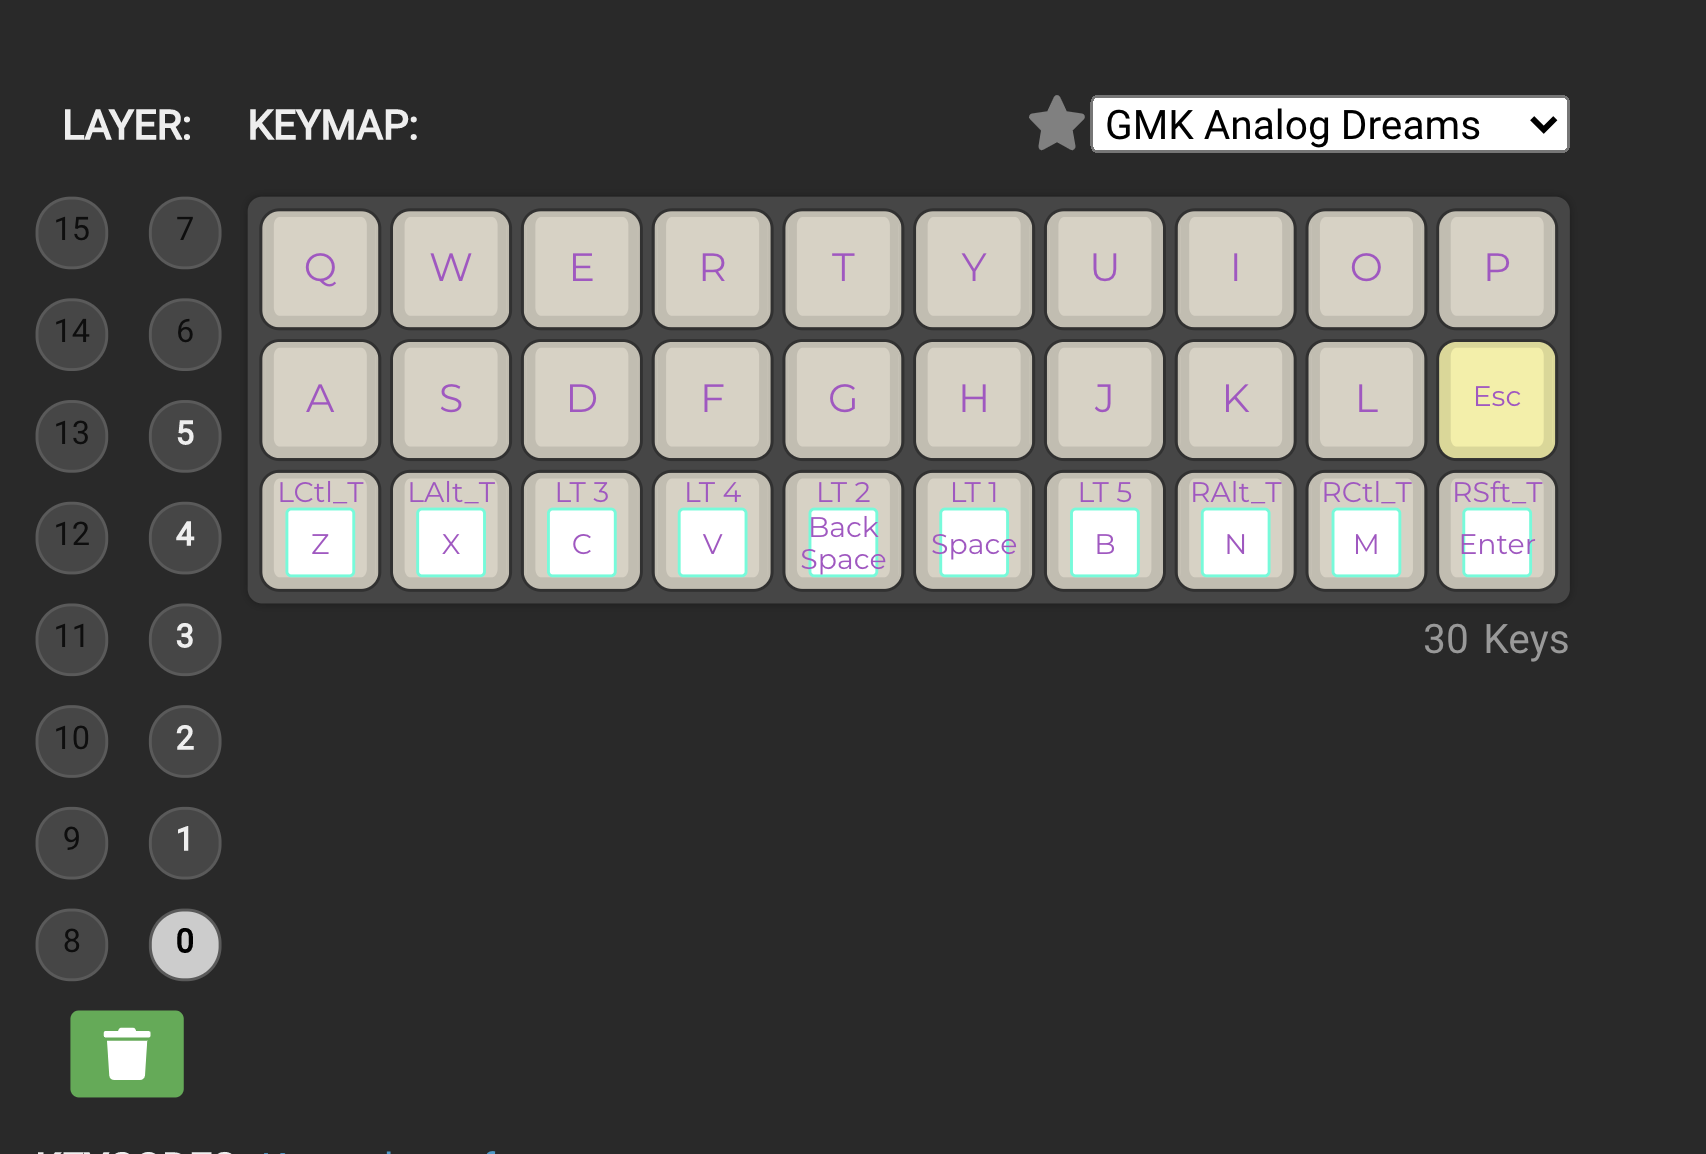 LAYER: KEYMAP: GMK Analog Dreams
15 7
14 6
13 5
12 4
11 3
10 2
9 1
8 0
Q W E R T Y U I O P
A S D F G H J K L Esc
LCtl_T LAlt_T LT 3 LT 4 LT 2 LT 1 LT 5 RAlt_T RCtl_T RSft_T
Z X C V Back Space Space B N M Enter
30 Keys